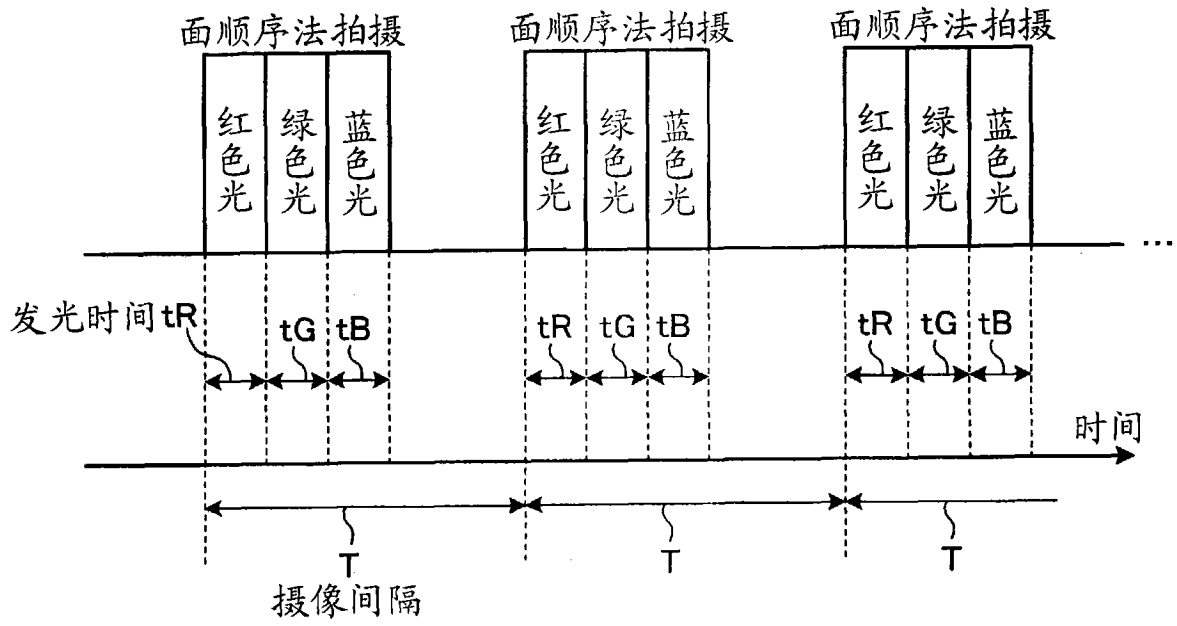 面顺序法拍摄 面顺序法拍摄 面顺序法拍摄
红色光 绿色光 蓝色光 红色光 绿色光 蓝色光 红色光 绿色光 蓝色光
...
发光时间tR tG tB tR tG tB tR tG tB
时间
T T T
摄像间隔